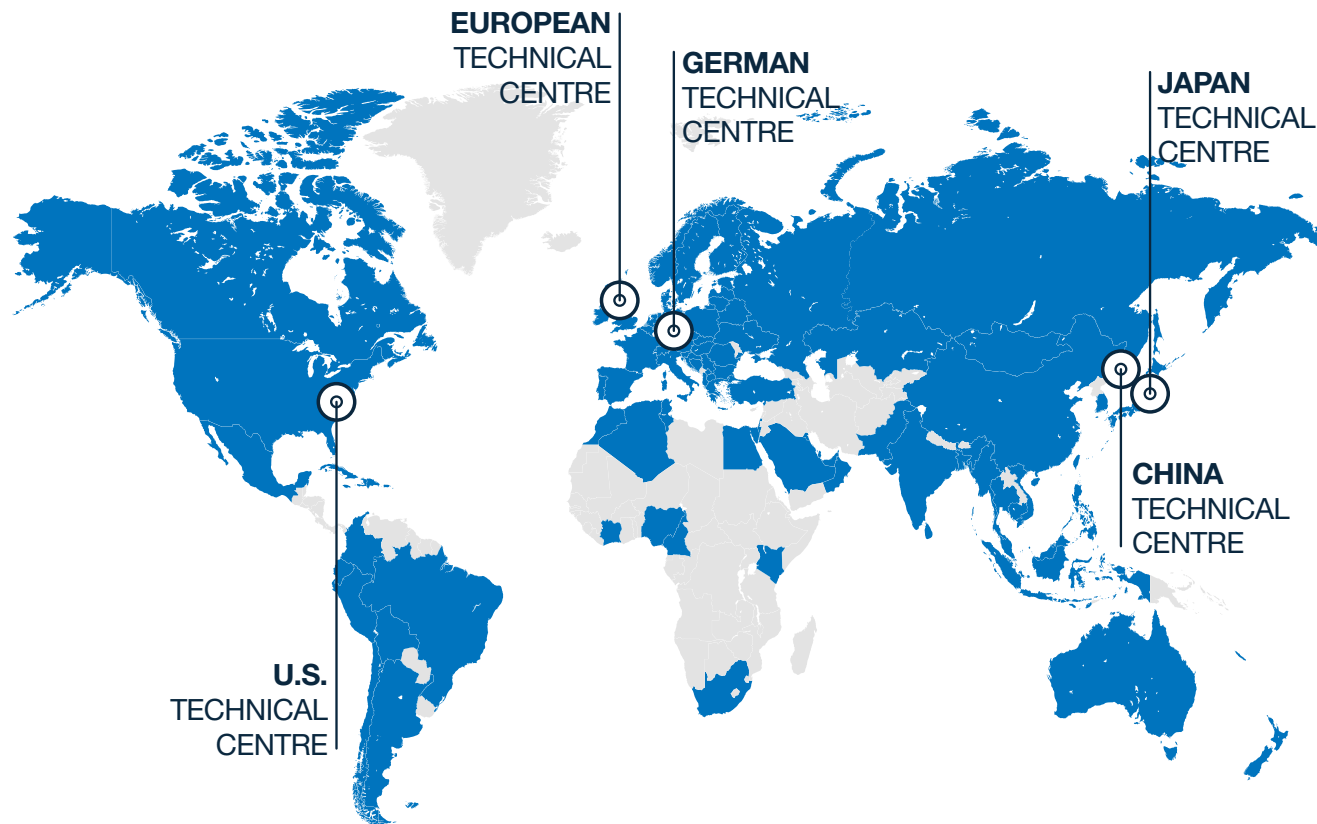 EUROPEAN
TECHNICAL
CENTRE
GERMAN
TECHNICAL
CENTRE
JAPAN
TECHNICAL
CENTRE
CHINA
TECHNICAL
CENTRE
U.S.
TECHNICAL
CENTRE